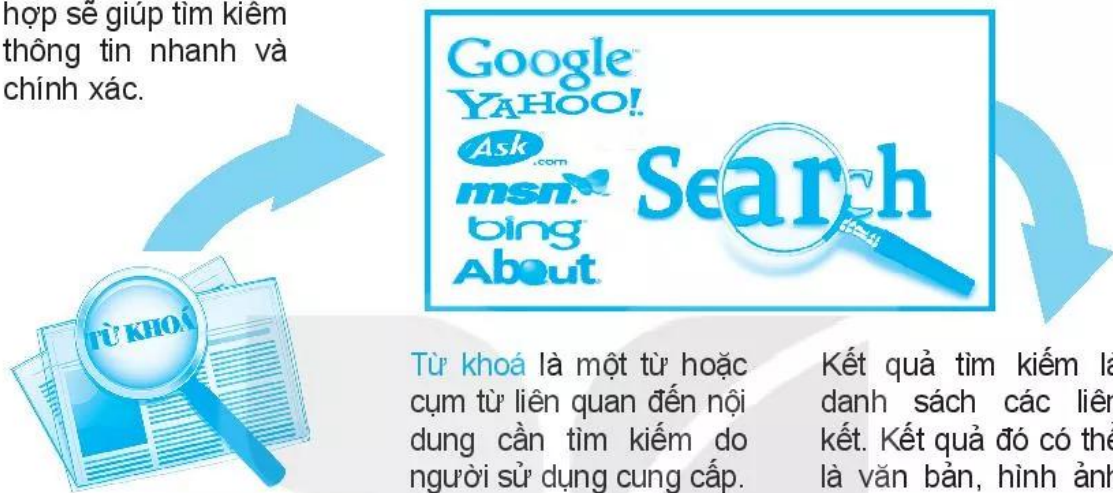 hợp sẽ giúp tìm kiếm
thông tin nhanh và
chính xác.
Google
YAHOO!
Ask.com
msn
bing
About
Search
TỪ KHOÁ
Từ khoá là một từ hoặc
cụm từ liên quan đến nội
dung cần tìm kiếm do
người sử dụng cung cấp.
Kết quả tìm kiếm là
danh sách các liên
kết. Kết quả đó có thể
là văn bản, hình ảnh